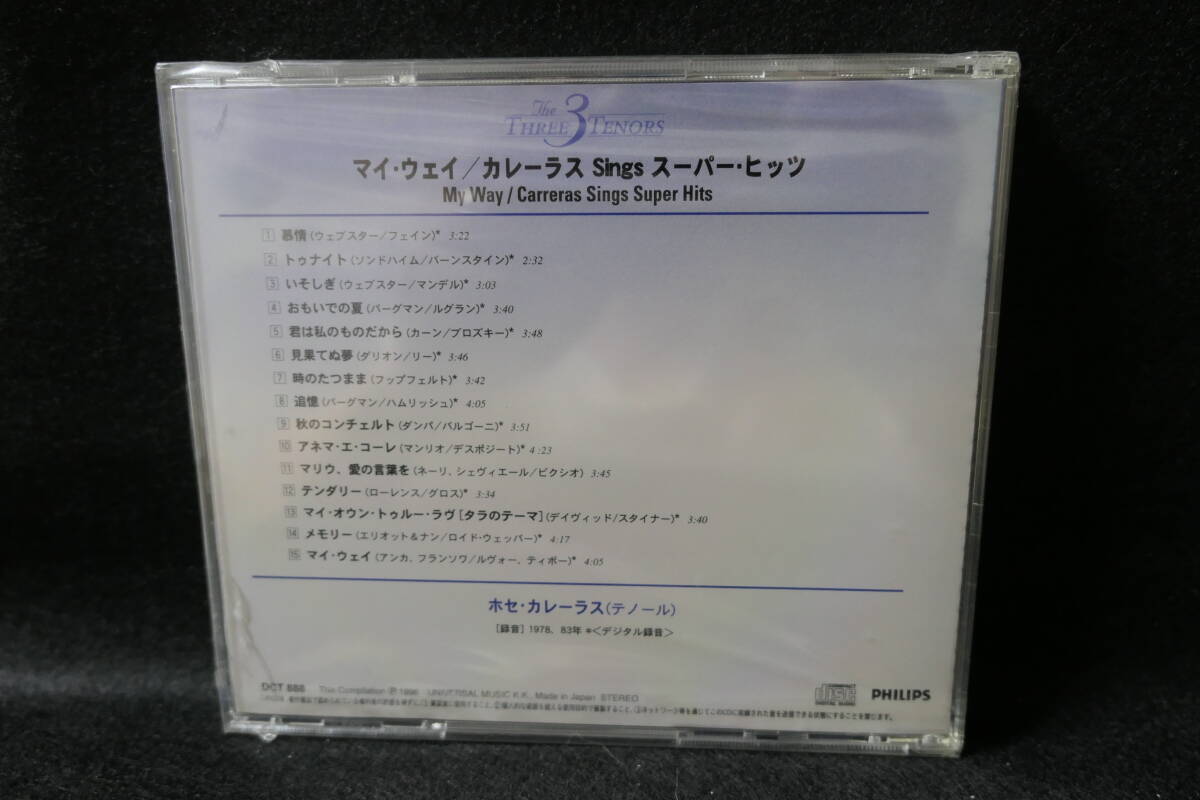 The 3
THREE TENORS
マイ・ウェイ／カレーラス Sings スーパー・ヒッツ
My Way / Carreras Sings Super Hits
1 慕情(ウェブスター／フェイン)* 3:22
2 トゥナイト(ソンドハイム／バーンスタイン)* 2:32
3 いそしぎ(ウェブスター／マンデル)* 3:03
4 おもいでの夏(バーグマン／ルグラン)* 3:40
5 君は私のものだから(カーン／ブロズキー)* 3:48
6 見果てぬ夢(ダリオン／リー)* 3:46
7 時のたつまま(フップフェルト)* 3:42
8 追憶(バーグマン／ハムリッシュ)* 4:05
9 秋のコンチェルト(ダンパ／バルゴーニ)* 3:51
10 アネマ・エ・コーレ(マンリオ／デスポジート)* 4:23
11 マリウ、愛の言葉を(ネーリ、シェヴィエール／ビクシオ) 3:45
12 テンダリー(ローレンス／グロス)* 3:34
13 マイ・オウン・トゥルー・ラヴ［タラのテーマ］(デイヴィッド／スタイナー)* 3:40
14 メモリー(エリオット&ナン／ロイド・ウェッバー)* 4:17
15 マイ・ウェイ(アンカ、フランソワ／ルヴォー、ティボー)* 4:05
ホセ・カレーラス(テノール)
[録音] 1978、83年 *＜デジタル録音＞
DCT 888 This Compilation ℗ 1996 UNIVERSAL MUSIC K.K., Made in Japan STEREO
disc DIGITAL AUDIO PHILIPS